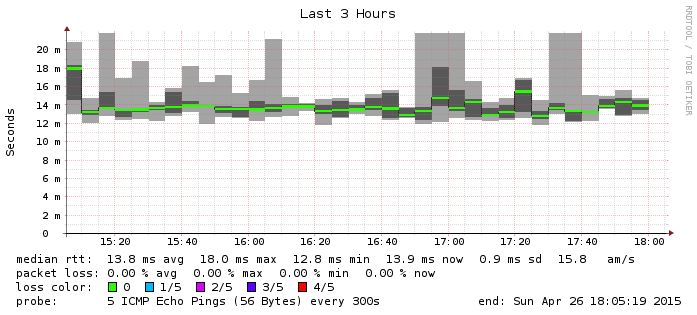 Last 3 Hours
RRDTOOL / TOBI OETIKER
Seconds
20 m
18 m
16 m
14 m
12 m
10 m
8 m
6 m
4 m
2 m
0
15:20 15:40 16:00 16:20 16:40 17:00 17:20 17:40 18:00
median rtt: 13.8 ms avg 18.0 ms max 12.8 ms min 13.9 ms now 0.9 ms sd 15.8 am/s
packet loss: 0.00 % avg 0.00 % max 0.00 % min 0.00 % now
loss color: 0 1/5 2/5 3/5 4/5
probe: 5 ICMP Echo Pings (56 Bytes) every 300s end: Sun Apr 26 18:05:19 2015